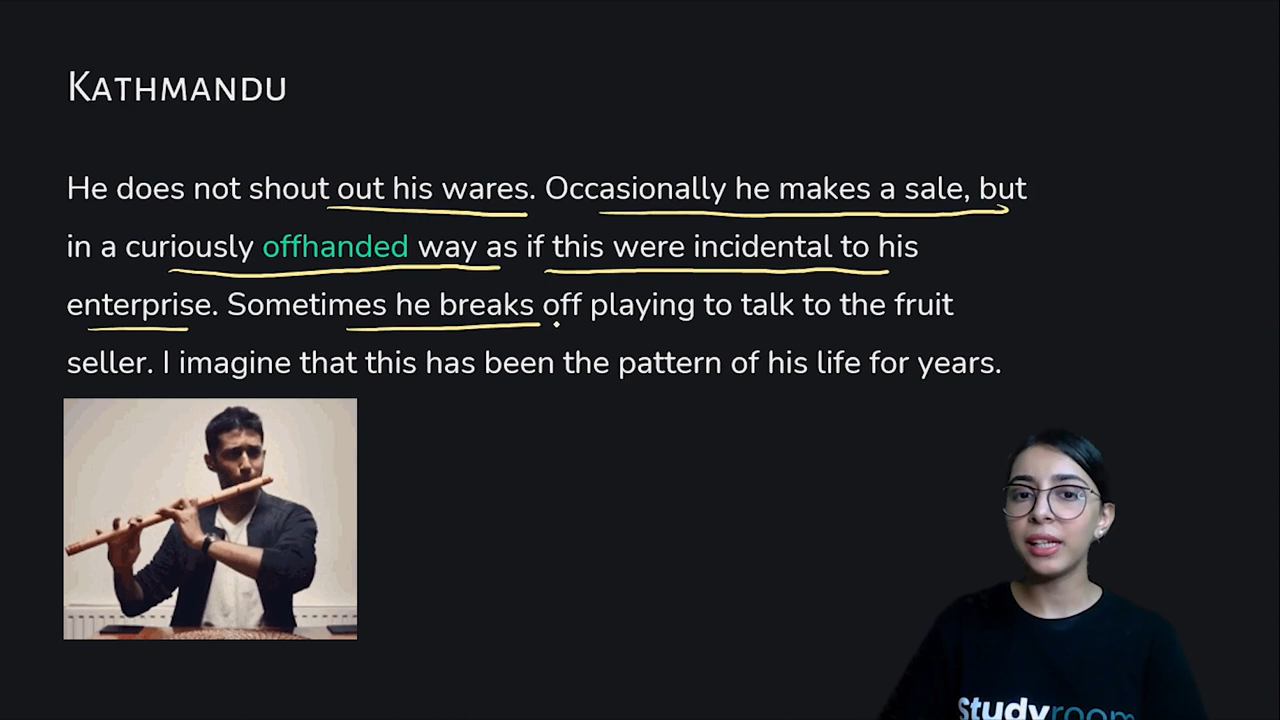 KATHMANDU
He does not shout out his wares. Occasionally he makes a sale, but
in a curiously offhanded way as if this were incidental to his
enterprise. Sometimes he breaks off playing to talk to the fruit
seller. I imagine that this has been the pattern of his life for years.
Studyroom